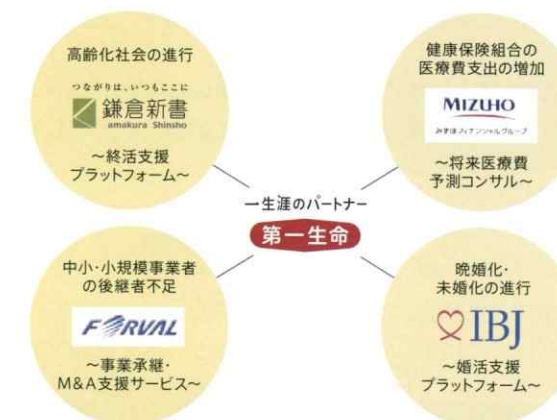 高齢化社会の進行
つながりは、いつもここに
鎌倉新書
amakura Shinsho
～終活支援
プラットフォーム～
健康保険組合の
医療費支出の増加
MIZUHO
みずほフィナンシャルグループ
～将来医療費
予測コンサル～
一生涯のパートナー
第一生命
中小・小規模事業者
の後継者不足
FORVAL
～事業承継・
M&A支援サービス～
晩婚化・
未婚化の進行
IBJ
～婚活支援
プラットフォーム～